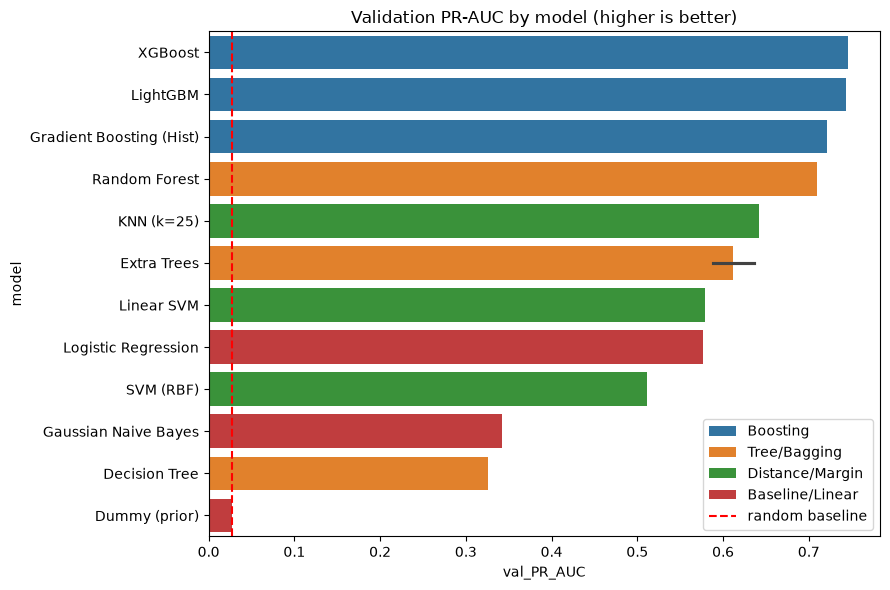 Validation PR-AUC by model (higher is better)
XGBoost
LightGBM
Gradient Boosting (Hist)
Random Forest
KNN (k=25)
Extra Trees
Linear SVM
Logistic Regression
SVM (RBF)
Gaussian Naive Bayes
Decision Tree
Dummy (prior)
model
Boosting
Tree/Bagging
Distance/Margin
Baseline/Linear
random baseline
0.0 0.1 0.2 0.3 0.4 0.5 0.6 0.7
val_PR_AUC